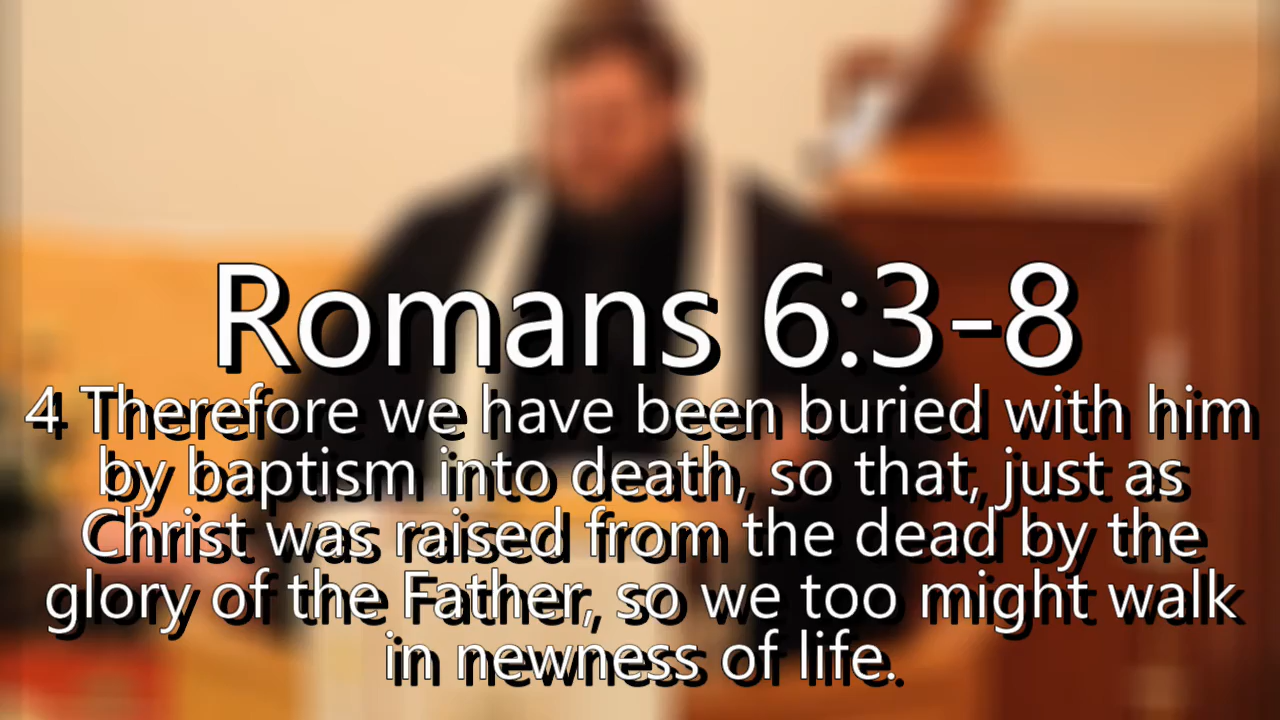 Romans 6:3-8
4 Therefore we have been buried with him
by baptism into death, so that, just as
Christ was raised from the dead by the
glory of the Father, so we too might walk
in newness of life.